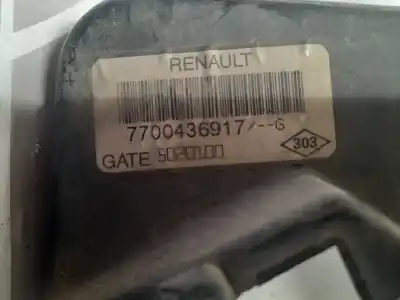 RENAULT
7700436917/--G
303
GATE